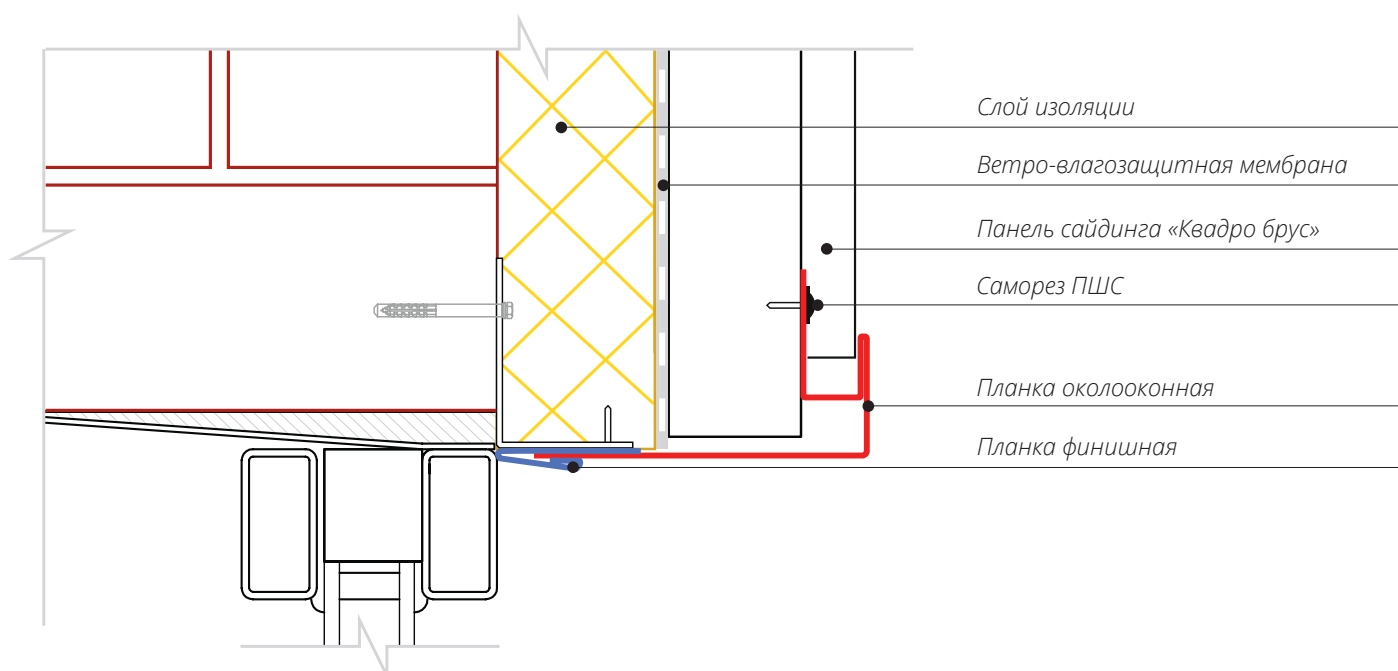 Слой изоляции
Ветро-влагозащитная мембрана
Панель сайдинга «Квадро брус»
Саморез ПШС
Планка околооконная
Планка финишная